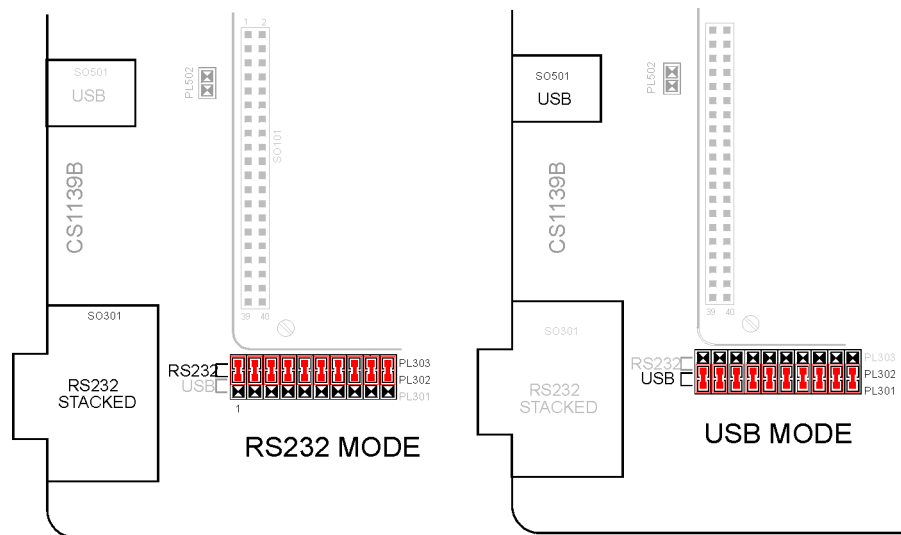 1 2
SO501
USB
PL502
SO101
CS1139B
39 40
SO301
RS232
STACKED
RS232
USB
PL303
PL302
PL301
1
RS232 MODE
SO501
USB
PL502
CS1139B
39 40
SO301
RS232
STACKED
RS232
USB
PL303
PL302
PL301
USB MODE